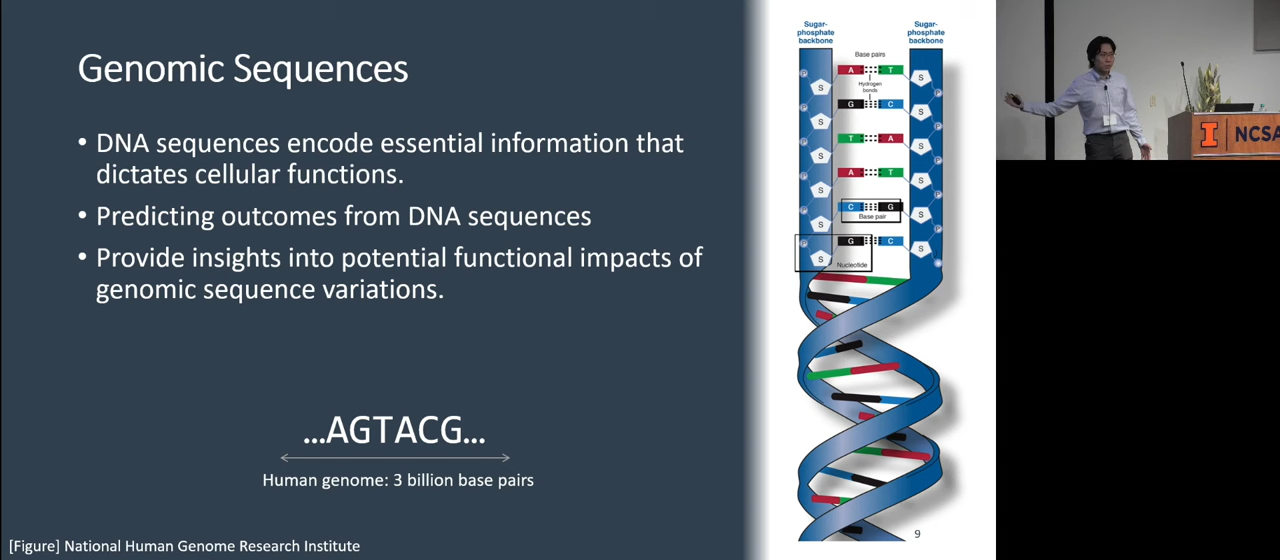 Genomic Sequences
• DNA sequences encode essential information that
dictates cellular functions.
• Predicting outcomes from DNA sequences
• Provide insights into potential functional impacts of
genomic sequence variations.
...AGTACG...
Human genome: 3 billion base pairs
[Figure] National Human Genome Research Institute
Sugar-
phosphate
backbone
Sugar-
phosphate
backbone
Base pairs
P S A T S P
Hydrogen
bonds
P S G C S P
P S T A S P
P S A T S P
P S C G S P
Base pair
P S G C S P
Nucleotide
9
I NCSA